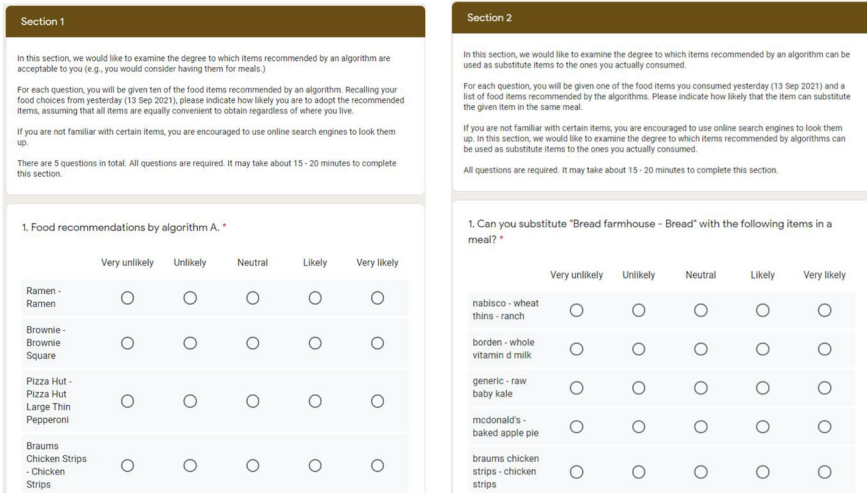 Section 1
In this section, we would like to examine the degree to which items recommended by an algorithm are
acceptable to you (e.g., you would consider having them for meals.)
For each question, you will be given ten of the food items recommended by an algorithm. Recalling your
food choices from yesterday (13 Sep 2021), please indicate how likely you are to adopt the recommended
items, assuming that all items are equally convenient to obtain regardless of where you live.
If you are not familiar with certain items, you are encouraged to use online search engines to look them
up.
There are 5 questions in total. All questions are required. It may take about 15 - 20 minutes to complete
this section.
1. Food recommendations by algorithm A. *
Very unlikely Unlikely Neutral Likely Very likely
Ramen -
Ramen
Brownie -
Brownie
Square
Pizza Hut -
Pizza Hut
Large Thin
Pepperoni
Braums
Chicken Strips
- Chicken
Strips
Section 2
In this section, we would like to examine the degree to which items recommended by an algorithm can be
used as substitute items to the ones you actually consumed.
For each question, you will be given one of the food items you consumed yesterday (13 Sep 2021) and a
list of food items recommended by the algorithms. Please indicate how likely that the item can substitute
the given item in the same meal.
If you are not familiar with certain items, you are encouraged to use online search engines to look them
up. In this section, we would like to examine the degree to which items recommended by algorithms can
be used as substitute items to the ones you actually consumed.
All questions are required. It may take about 15 - 20 minutes to complete this section.
1. Can you substitute "Bread farmhouse - Bread" with the following items in a
meal? *
Very unlikely Unlikely Neutral Likely Very likely
nabisco - wheat
thins - ranch
borden - whole
vitamin d milk
generic - raw
baby kale
mcdonald's -
baked apple pie
braums chicken
strips - chicken
strips